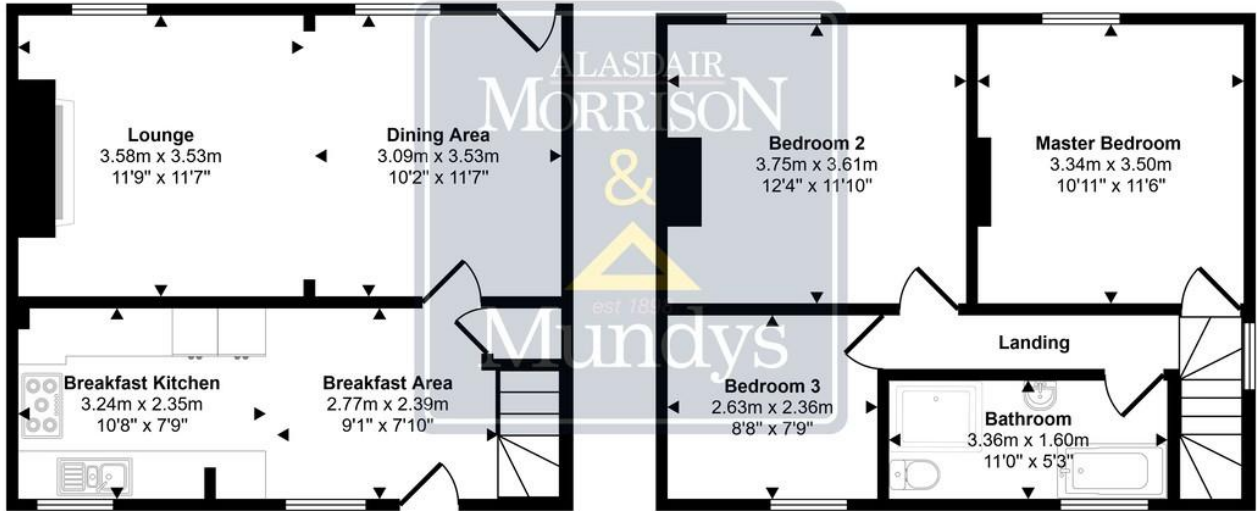 Lounge
3.58m x 3.53m
11'9" x 11'7"
Dining Area
3.09m x 3.53m
10'2" x 11'7"
Breakfast Kitchen
3.24m x 2.35m
10'8" x 7'9"
Breakfast Area
2.77m x 2.39m
9'1" x 7'10"
ALASDAIR
MORRISON
&
est 189
Mundys
Bedroom 2
3.75m x 3.61m
12'4" x 11'10"
Master Bedroom
3.34m x 3.50m
10'11" x 11'6"
Landing
Bedroom 3
2.63m x 2.36m
8'8" x 7'9"
Bathroom
3.36m x 1.60m
11'0" x 5'3"